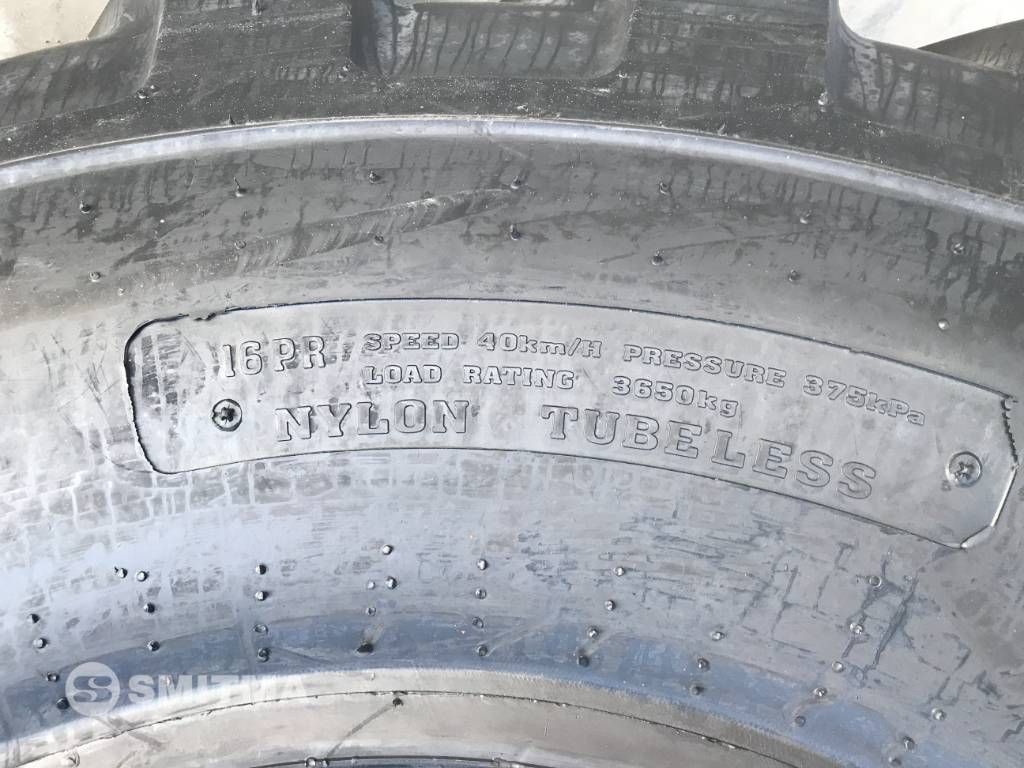 16PR SPEED 40km/H PRESSURE 375kPa
LOAD RATING 3650kg
NYLON TUBELESS
S SMITMA